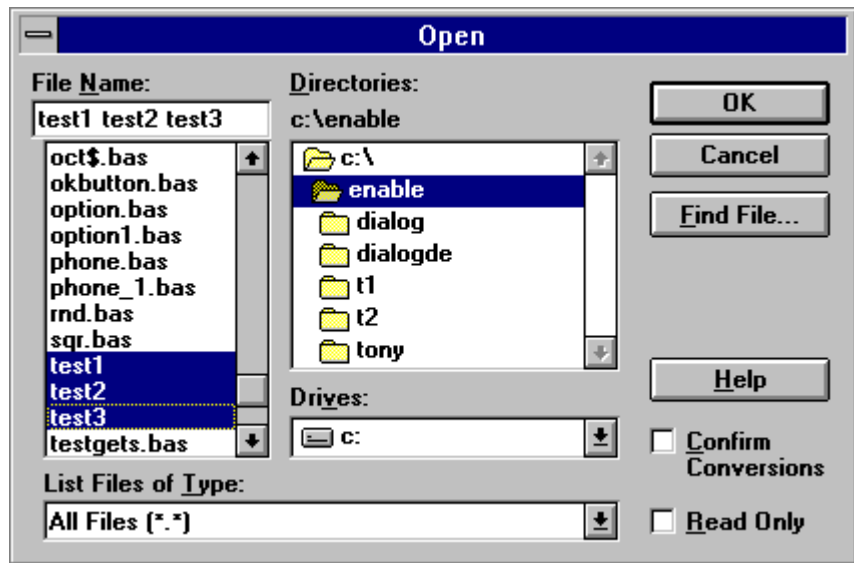 Open
File Name:
test1 test2 test3
oct$.bas
okbutton.bas
option.bas
option1.bas
phone.bas
phone_1.bas
rnd.bas
sqr.bas
test1
test2
test3
testgets.bas
List Files of Type:
All Files (*.*)
Directories:
c:\enable
c:\
enable
dialog
dialogde
t1
t2
tony
Drives:
c:
OK
Cancel
Find File...
Help
Confirm
Conversions
Read Only